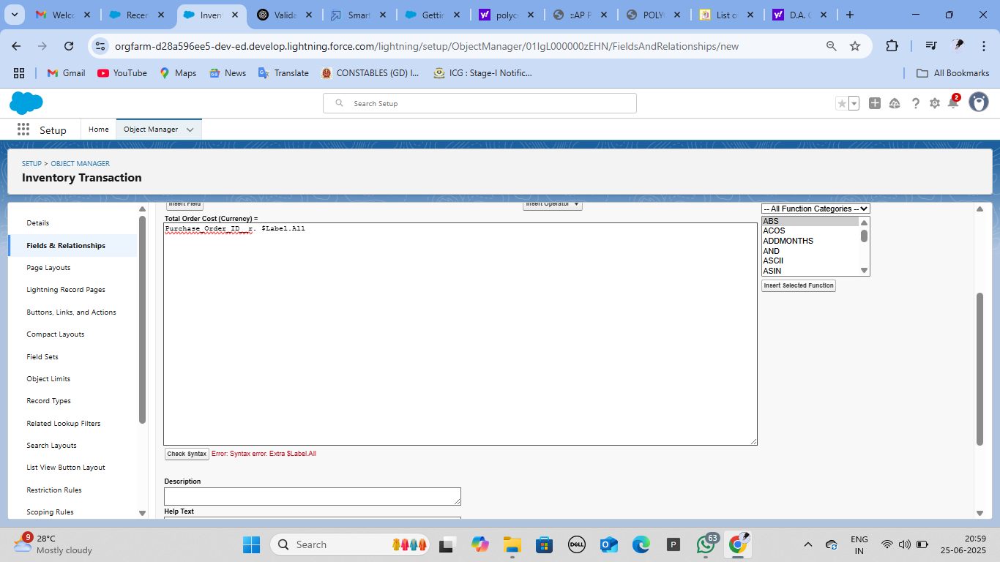 Welco
Recen
Inven
Valida
Smart
Gettin
polyc
::AP P
POLY
List o
D.A. C
orgfarm-d28a596ee5-dev-ed.develop.lightning.force.com/lightning/setup/ObjectManager/01IgL000000zEHN/FieldsAndRelationships/new
Gmail
YouTube
Maps
News
Translate
CONSTABLES (GD) I...
ICG : Stage-I Notific...
All Bookmarks
Search Setup
2
Setup
Home
Object Manager
SETUP > OBJECT MANAGER
Inventory Transaction
Details
Fields & Relationships
Page Layouts
Lightning Record Pages
Buttons, Links, and Actions
Compact Layouts
Field Sets
Object Limits
Record Types
Related Lookup Filters
Search Layouts
List View Button Layout
Restriction Rules
Scoping Rules
Insert Field
Insert Operator
Total Order Cost (Currency) =
Purchase_Order_ID__r. $Label.All
-- All Function Categories --
ABS
ACOS
ADDMONTHS
AND
ASCII
ASIN
Insert Selected Function
Check Syntax Error: Syntax error. Extra $Label.All
Description
Help Text
9
28°C
Mostly cloudy
Search
DELL
P
63
ENG
IN
20:59
25-06-2025